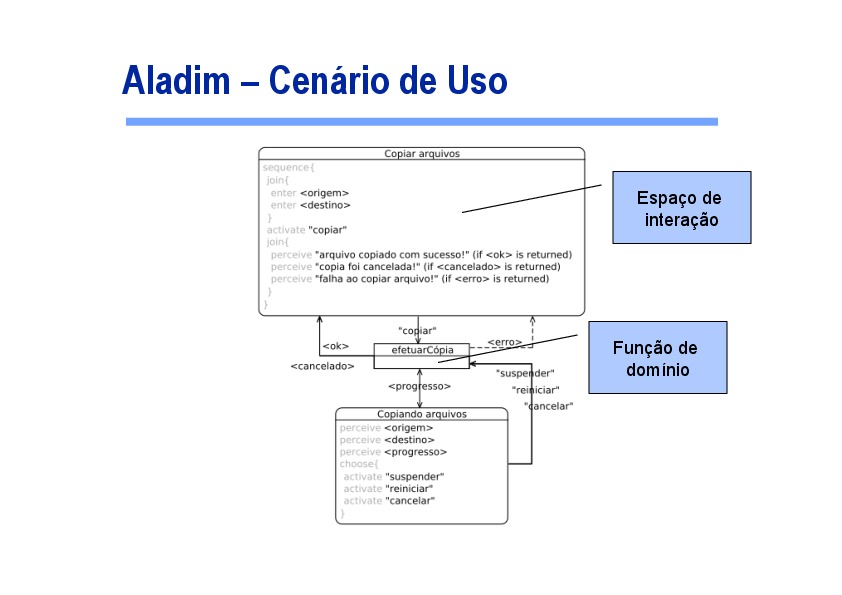 Aladim – Cenário de Uso
Copiar arquivos
sequence{
join{
enter <origem>
enter <destino>
}
activate "copiar"
join{
perceive "arquivo copiado com sucesso!" (if <ok> is returned)
perceive "copia foi cancelada!" (if <cancelado> is returned)
perceive "falha ao copiar arquivo!" (if <erro> is returned)
}
}
Espaço de
interação
"copiar"
<ok>
efetuarCópia
<erro>
<cancelado>
Função de
domínio
"suspender"
"reiniciar"
"cancelar"
<progresso>
Copiando arquivos
perceive <origem>
perceive <destino>
perceive <progresso>
choose{
activate "suspender"
activate "reiniciar"
activate "cancelar"
}